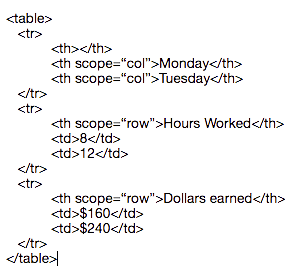 <table>
<tr>
<th></th>
<th scope=“col”>Monday</th>
<th scope=“col”>Tuesday</th>
</tr>
<tr>
<th scope=“row”>Hours Worked</th>
<td>8</td>
<td>12</td>
</tr>
<tr>
<th scope=“row”>Dollars earned</th>
<td>$160</td>
<td>$240</td>
</tr>
</table>